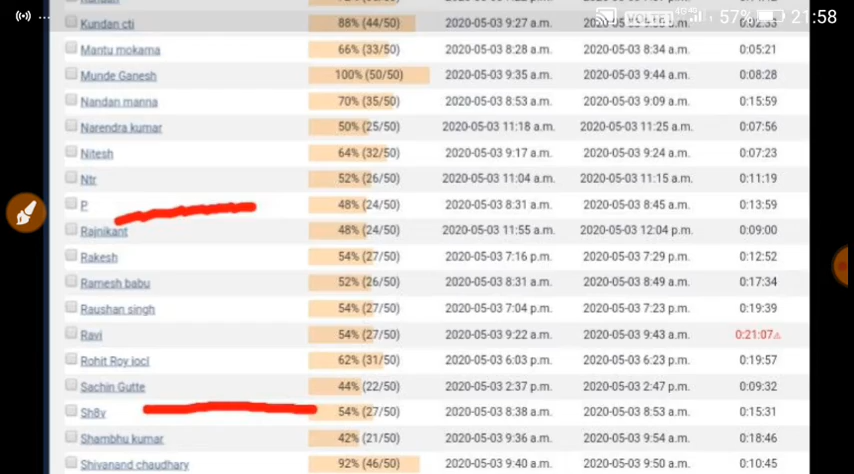 57% 21:58
Kundan cti 88% (44/50) 2020-05-03 9:27 a.m.
Mantu mokama 66% (33/50) 2020-05-03 8:28 a.m. 2020-05-03 8:34 a.m. 0:05:21
Munde Ganesh 100% (50/50) 2020-05-03 9:35 a.m. 2020-05-03 9:44 a.m. 0:08:28
Nandan manna 70% (35/50) 2020-05-03 8:53 a.m. 2020-05-03 9:09 a.m. 0:15:59
Narendra kumar 50% (25/50) 2020-05-03 11:18 a.m. 2020-05-03 11:25 a.m. 0:07:56
Nitesh 64% (32/50) 2020-05-03 9:17 a.m. 2020-05-03 9:24 a.m. 0:07:23
Ntr 52% (26/50) 2020-05-03 11:04 a.m. 2020-05-03 11:15 a.m. 0:11:19
P 48% (24/50) 2020-05-03 8:31 a.m. 2020-05-03 8:45 a.m. 0:13:59
Rajnikant 48% (24/50) 2020-05-03 11:55 a.m. 2020-05-03 12:04 p.m. 0:09:00
Rakesh 54% (27/50) 2020-05-03 7:16 p.m. 2020-05-03 7:29 p.m. 0:12:52
Ramesh babu 52% (26/50) 2020-05-03 8:31 a.m. 2020-05-03 8:49 a.m. 0:17:34
Raushan singh 54% (27/50) 2020-05-03 7:04 p.m. 2020-05-03 7:23 p.m. 0:19:39
Ravi 54% (27/50) 2020-05-03 9:22 a.m. 2020-05-03 9:43 a.m. 0:21:07
Rohit Roy iocl 62% (31/50) 2020-05-03 6:03 p.m. 2020-05-03 6:23 p.m. 0:19:57
Sachin Gutte 44% (22/50) 2020-05-03 2:37 p.m. 2020-05-03 2:47 p.m. 0:09:32
Sh8v 54% (27/50) 2020-05-03 8:38 a.m. 2020-05-03 8:53 a.m. 0:15:31
Shambhu kumar 42% (21/50) 2020-05-03 9:36 a.m. 2020-05-03 9:54 a.m. 0:18:46
Shivanand chaudhary 92% (46/50) 2020-05-03 9:40 a.m. 2020-05-03 9:50 a.m. 0:10:45